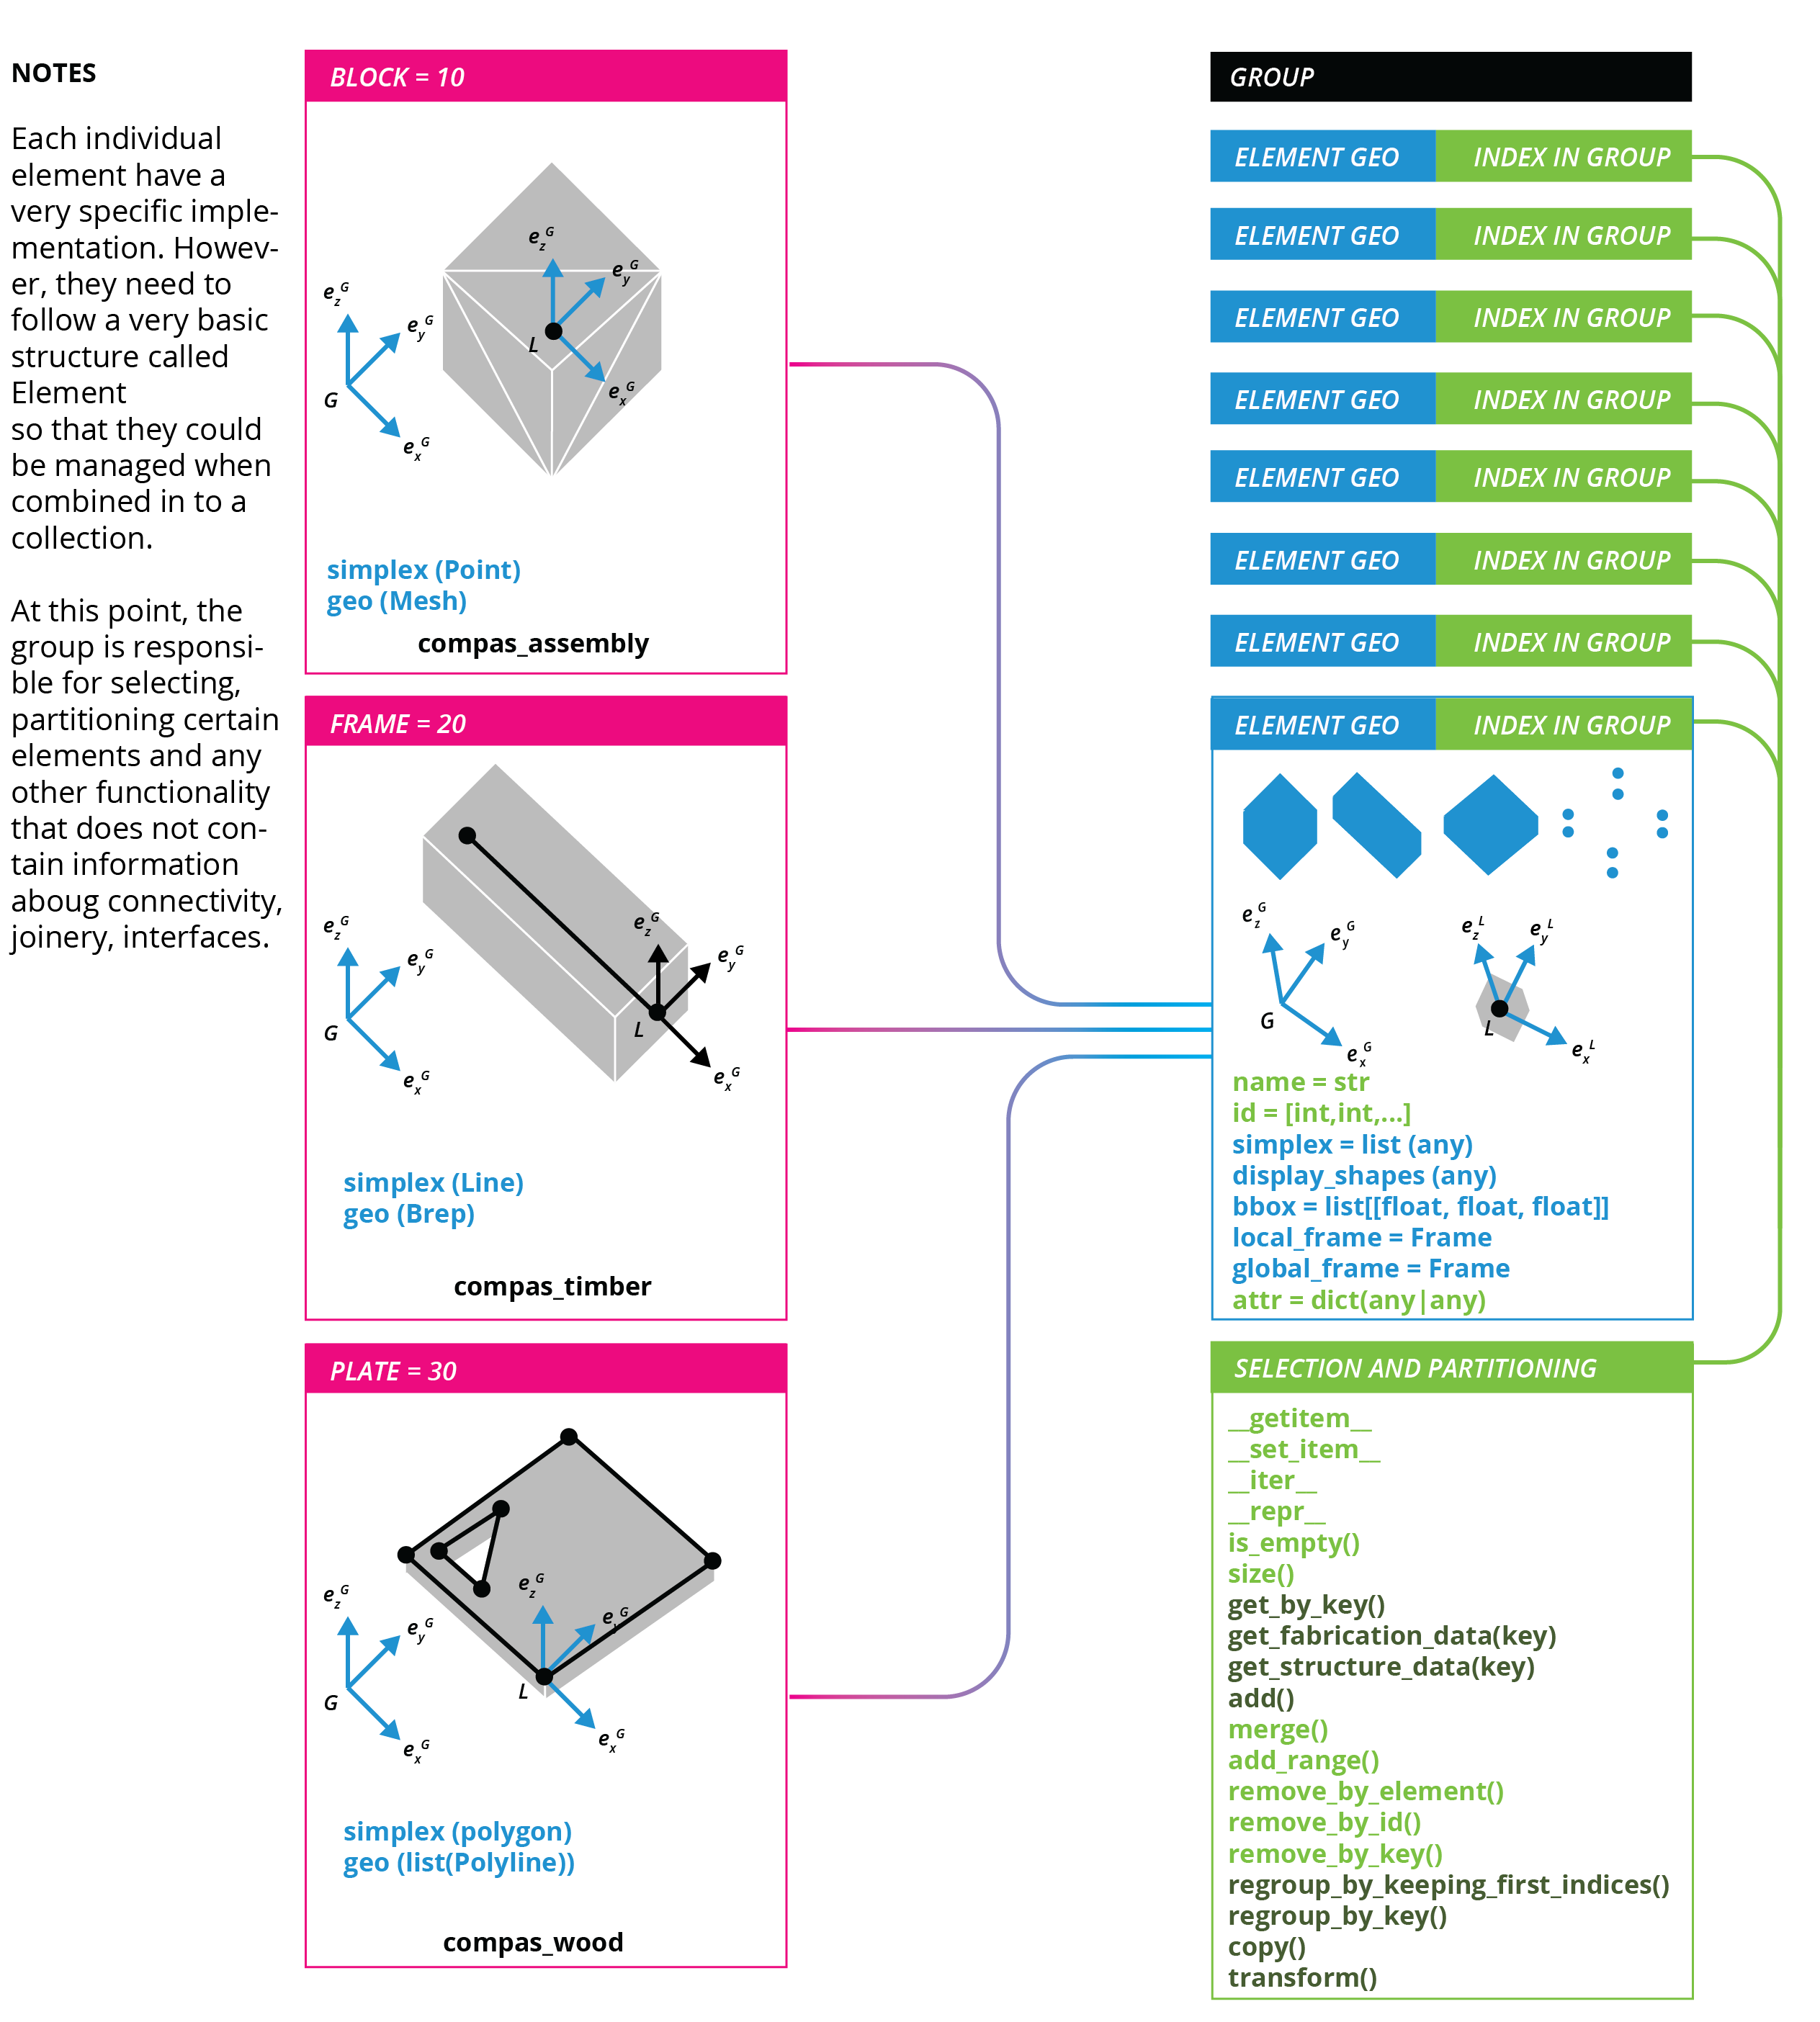 NOTES
Each individual
element have a
very specific imple-
mentation. Howev-
er, they need to
follow a very basic
structure called
Element
so that they could
be managed when
combined in to a
collection.
At this point, the
group is responsi-
ble for selecting,
partitioning certain
elements and any
other functionality
that does not con-
tain information
aboug connectivity,
joinery, interfaces.
BLOCK = 10
e_z^G
e_y^G
G
e_x^G
e_z^G
e_y^G
L
e_x^G
simplex (Point)
geo (Mesh)
compas_assembly
FRAME = 20
e_z^G
e_y^G
G
e_x^G
e_z^G
e_y^G
L
e_x^G
simplex (Line)
geo (Brep)
compas_timber
PLATE = 30
e_z^G
e_y^G
G
e_x^G
e_z^G
e_y^G
L
e_x^G
simplex (polygon)
geo (list(Polyline))
compas_wood
GROUP
ELEMENT GEO INDEX IN GROUP
ELEMENT GEO INDEX IN GROUP
ELEMENT GEO INDEX IN GROUP
ELEMENT GEO INDEX IN GROUP
ELEMENT GEO INDEX IN GROUP
ELEMENT GEO INDEX IN GROUP
ELEMENT GEO INDEX IN GROUP
ELEMENT GEO INDEX IN GROUP
e_z^G
e_y^G
G
e_x^G
e_z^L
e_y^L
L
e_x^L
name = str
id = [int,int,...]
simplex = list (any)
display_shapes (any)
bbox = list[[float, float, float]]
local_frame = Frame
global_frame = Frame
attr = dict(any|any)
SELECTION AND PARTITIONING
__getitem__
__set_item__
__iter__
__repr__
is_empty()
size()
get_by_key()
get_fabrication_data(key)
get_structure_data(key)
add()
merge()
add_range()
remove_by_element()
remove_by_id()
remove_by_key()
regroup_by_keeping_first_indices()
regroup_by_key()
copy()
transform()